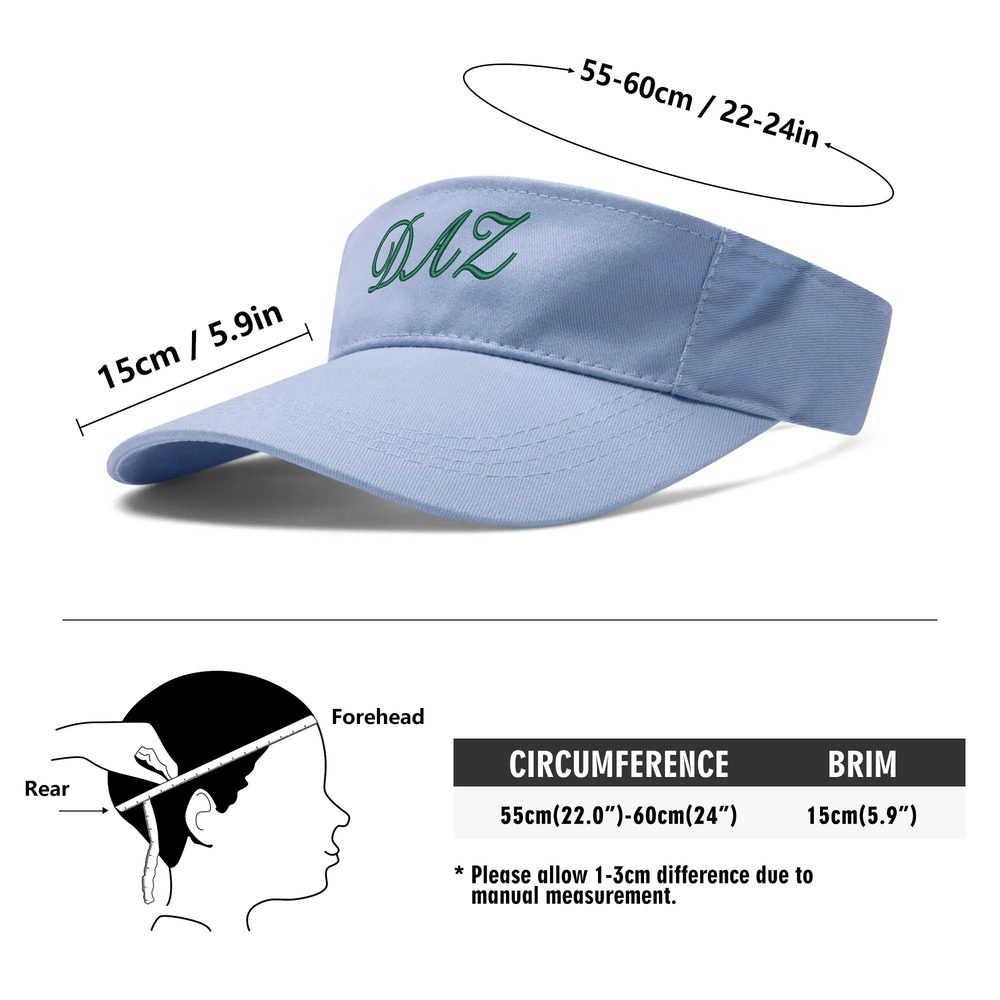 55-60cm / 22-24in
DAZ
15cm / 5.9in
Forehead
Rear
CIRCUMFERENCE BRIM
55cm(22.0”)-60cm(24”) 15cm(5.9”)
* Please allow 1-3cm difference due to
manual measurement.